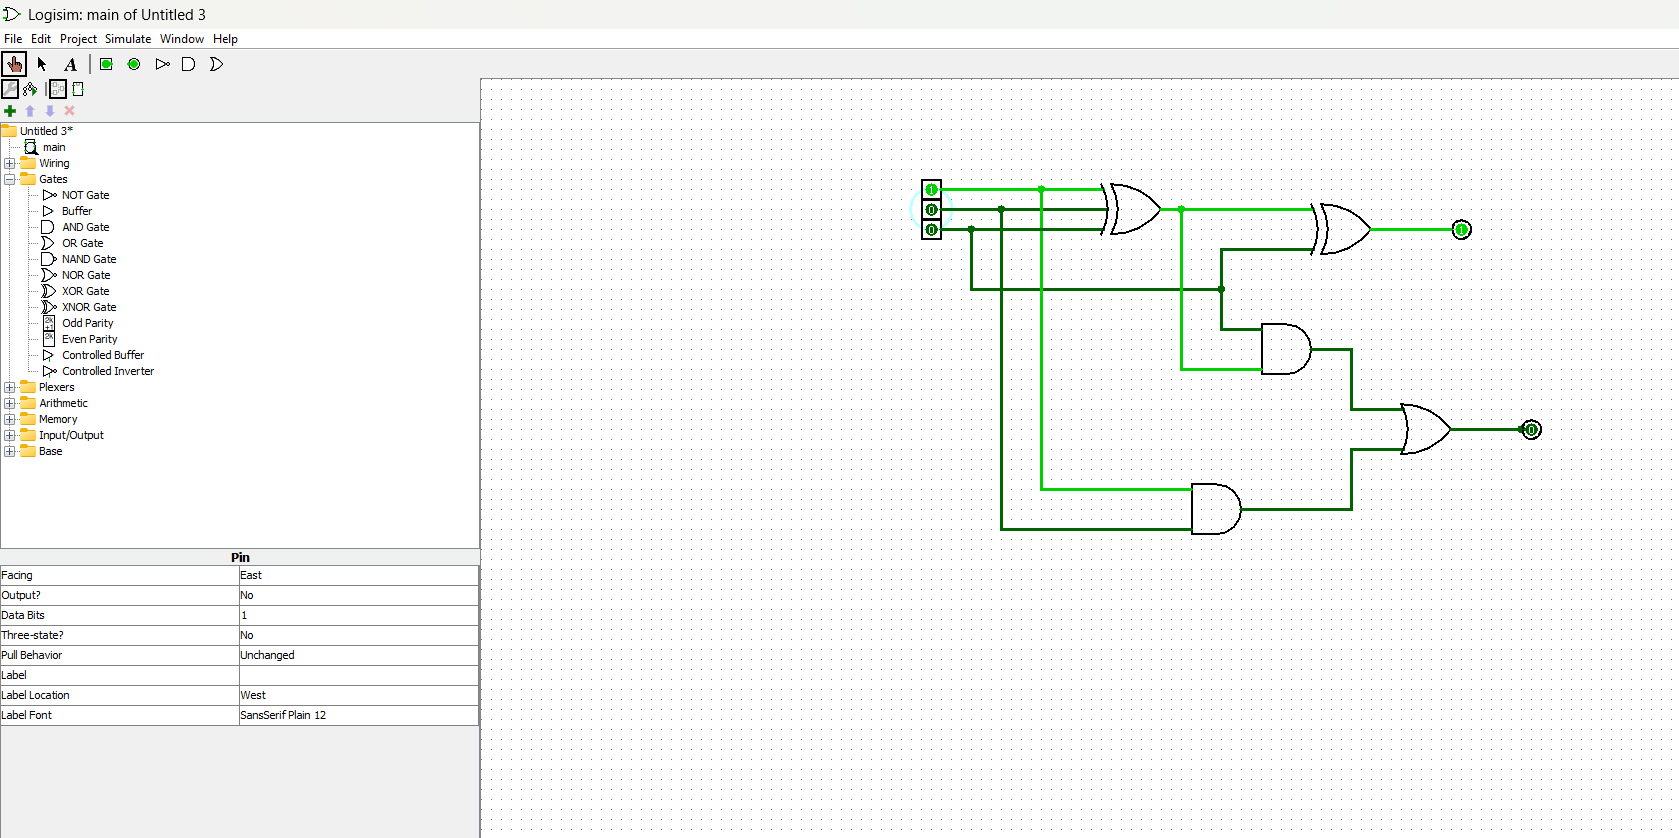 Logisim: main of Untitled 3
File Edit Project Simulate Window Help
A
Untitled 3*
main
Wiring
Gates
NOT Gate
Buffer
AND Gate
OR Gate
NAND Gate
NOR Gate
XOR Gate
XNOR Gate
2k+1 Odd Parity
2k Even Parity
Controlled Buffer
Controlled Inverter
Plexers
Arithmetic
Memory
Input/Output
Base
Pin
Facing East
Output? No
Data Bits 1
Three-state? No
Pull Behavior Unchanged
Label
Label Location West
Label Font SansSerif Plain 12
1
0
0
1
0